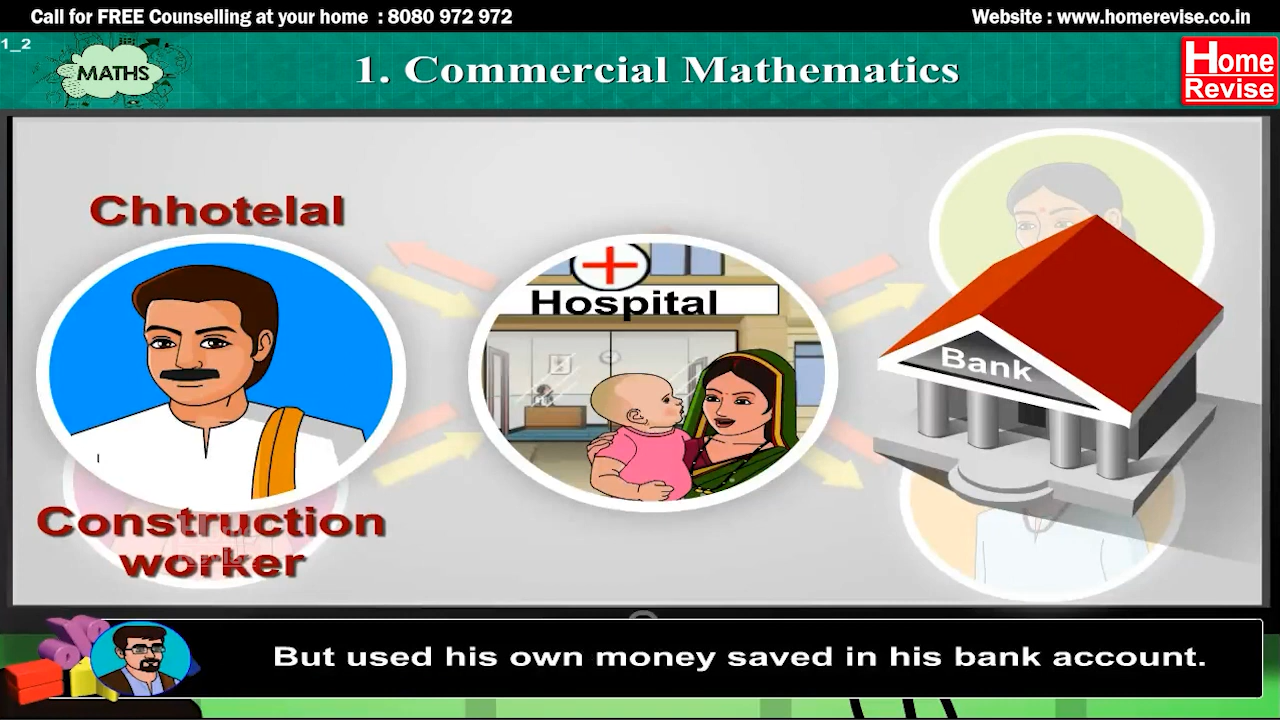 Call for FREE Counselling at your home : 8080 972 972
Website : www.homerevise.co.in
1_2
MATHS
1. Commercial Mathematics
Home
Revise
Chhotelal
Hospital
Bank
Construction
worker
But used his own money saved in his bank account.